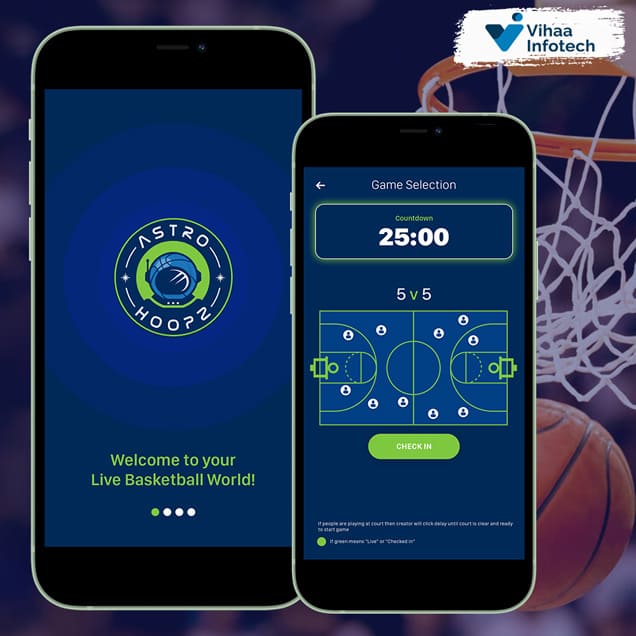 Vihaa
Infotech
ASTRO
HOOPZ
Welcome to your
Live Basketball World!
Game Selection
Countdown
25:00
5 v 5
CHECK IN
If people are playing at court then creator will click delay until court is clear and ready
to start game
If green means "Live" or "Checked in"